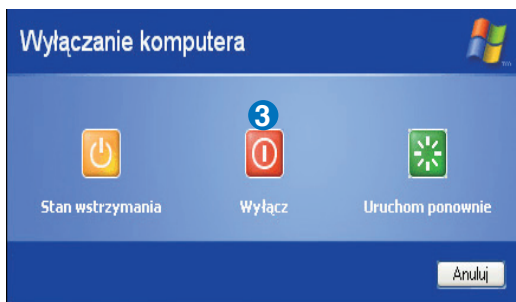 Wyłączanie komputera
3
Stan wstrzymania
Wyłącz
Uruchom ponownie
Anuluj